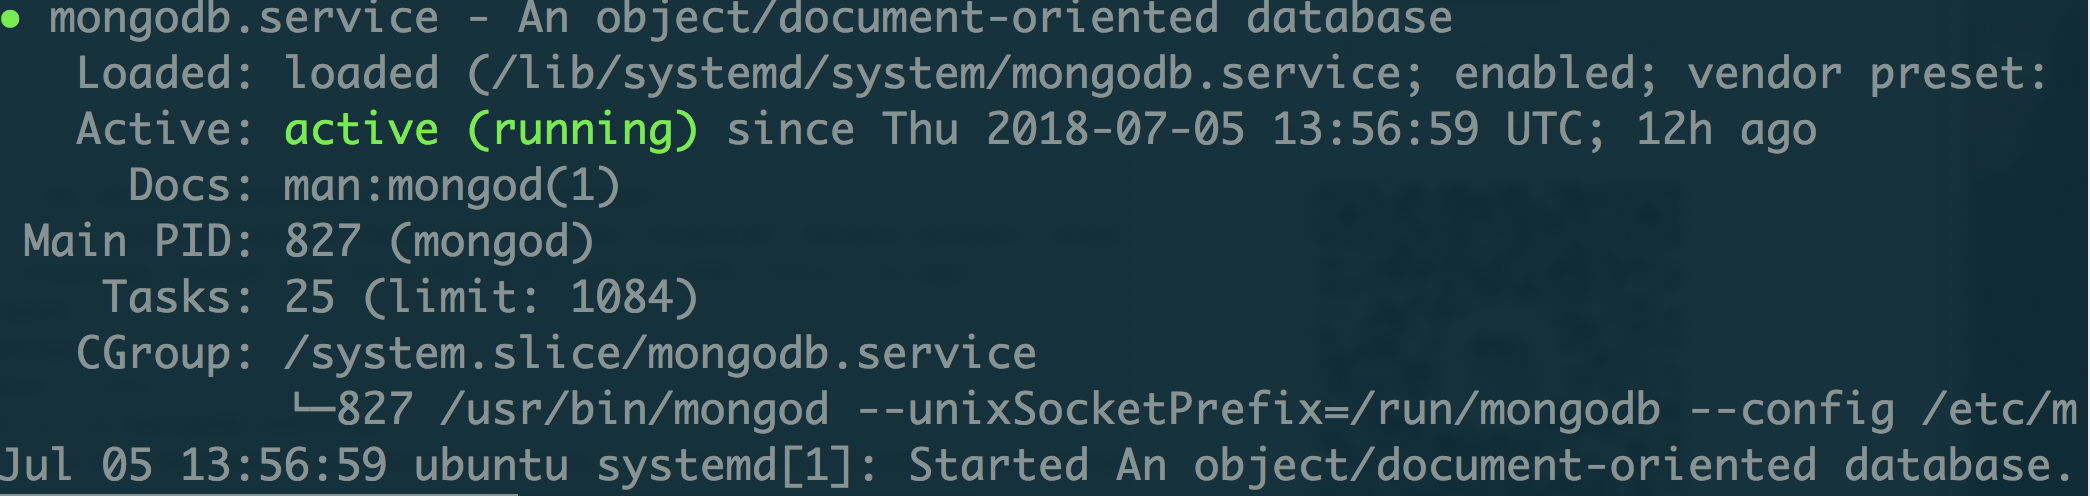 ● mongodb.service - An object/document-oriented database
Loaded: loaded (/lib/systemd/system/mongodb.service; enabled; vendor preset:
Active: active (running) since Thu 2018-07-05 13:56:59 UTC; 12h ago
Docs: man:mongod(1)
Main PID: 827 (mongod)
Tasks: 25 (limit: 1084)
CGroup: /system.slice/mongodb.service
└─827 /usr/bin/mongod --unixSocketPrefix=/run/mongodb --config /etc/m
Jul 05 13:56:59 ubuntu systemd[1]: Started An object/document-oriented database.